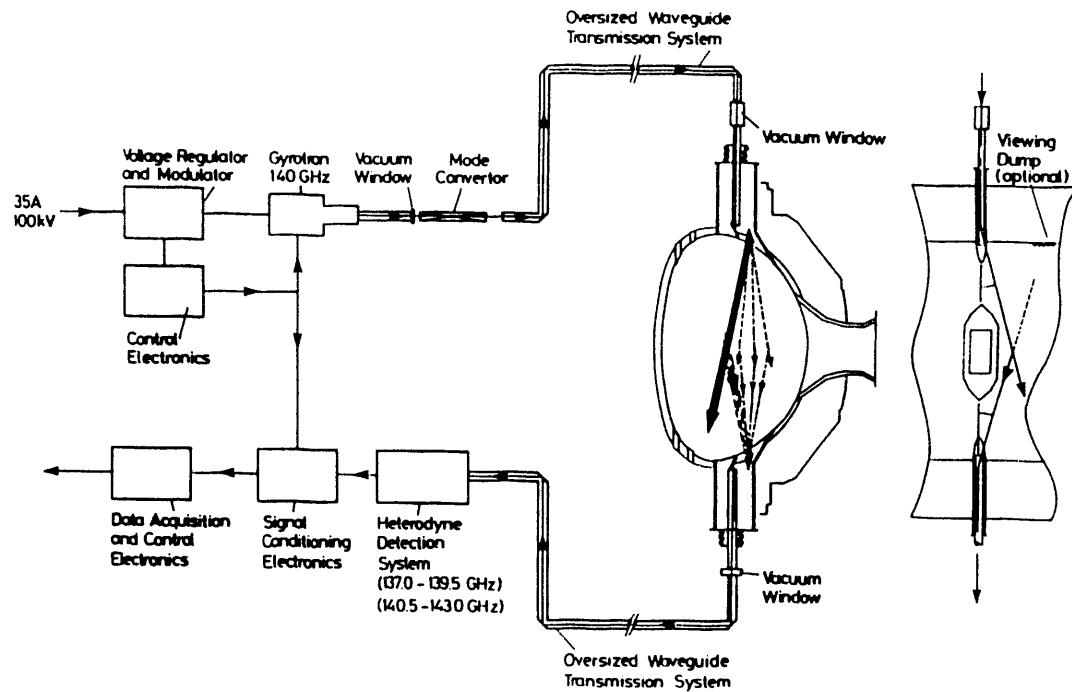 Oversized Waveguide
Transmission System
Vacuum Window
Viewing
Dump
(optional)
Voltage Regulator
and Modulator
Gyrotron
140 GHz
Vacuum
Window
Mode
Convertor
35A
100kV
Control
Electronics
Data Acquisition
and Control
Electronics
Signal
Conditioning
Electronics
Heterodyne
Detection
System
(137.0-139.5 GHz)
(140.5-143.0 GHz)
Vacuum
Window
Oversized Waveguide
Transmission System